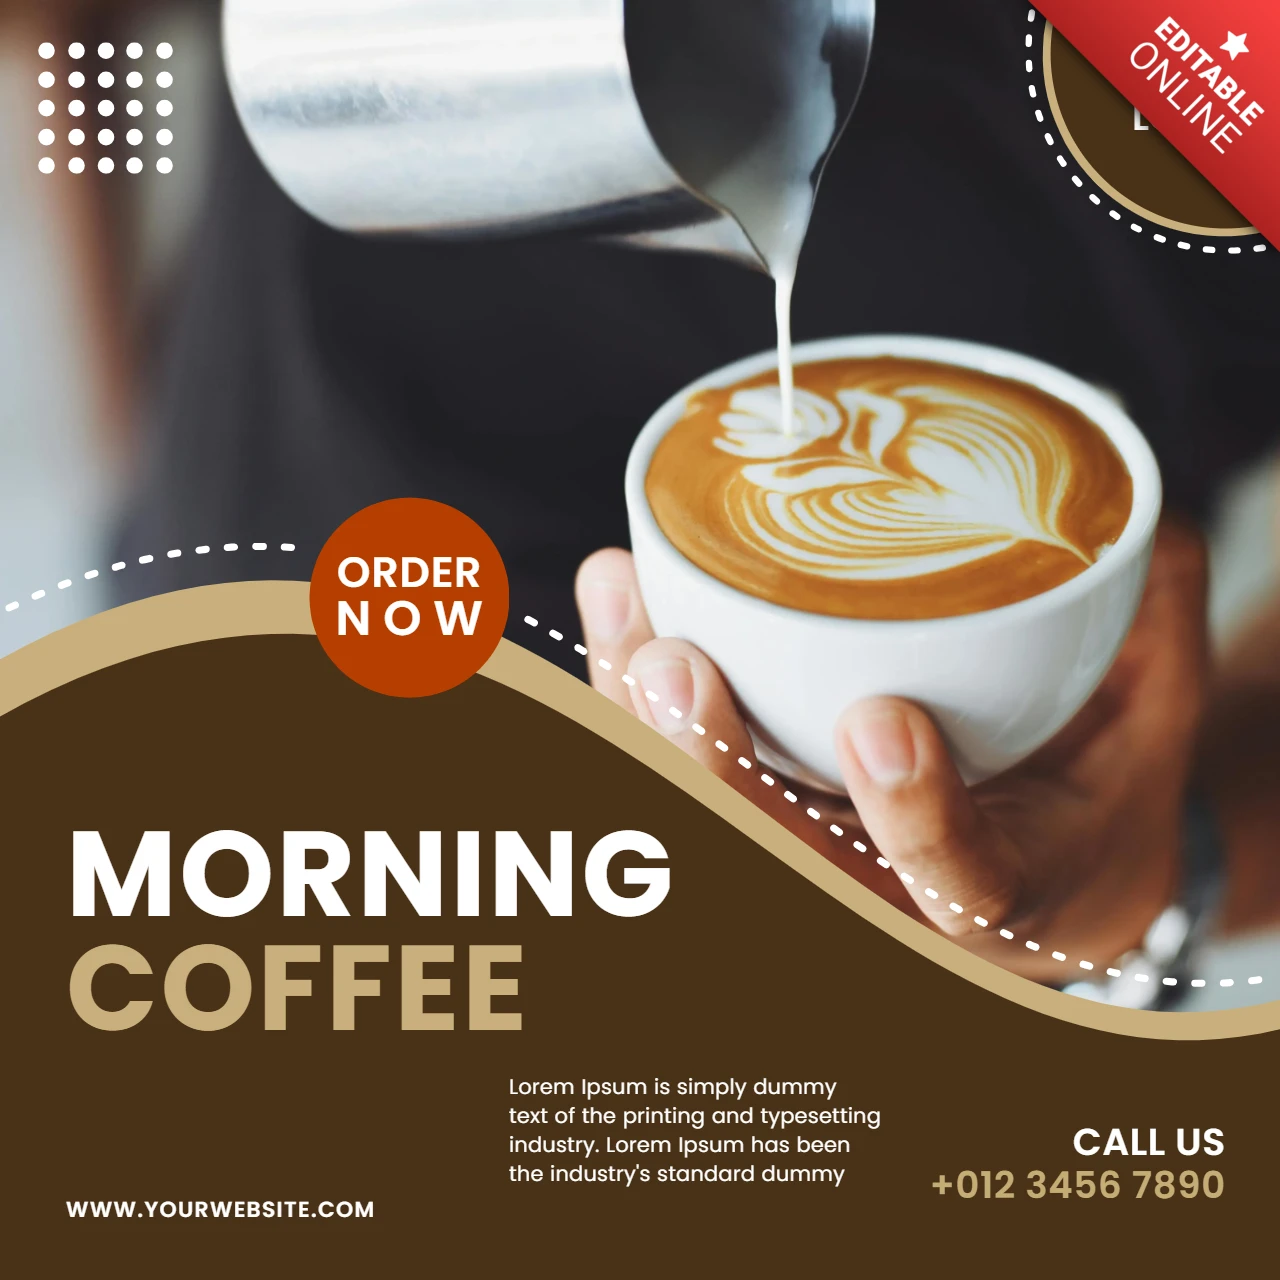 EDITABLE
ONLINE
ORDER
NOW
MORNING
COFFEE
Lorem Ipsum is simply dummy
text of the printing and typesetting
industry. Lorem Ipsum has been
the industry's standard dummy
CALL US
+012 3456 7890
WWW.YOURWEBSITE.COM